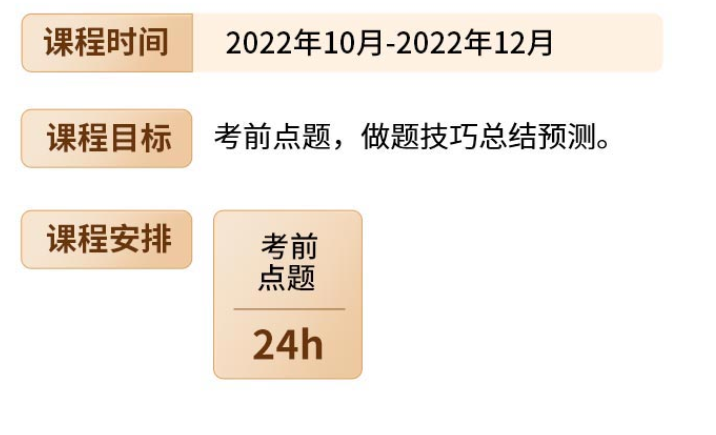 课程时间 2022年10月-2022年12月
课程目标 考前点题，做题技巧总结预测。
课程安排
考前
点题
24h